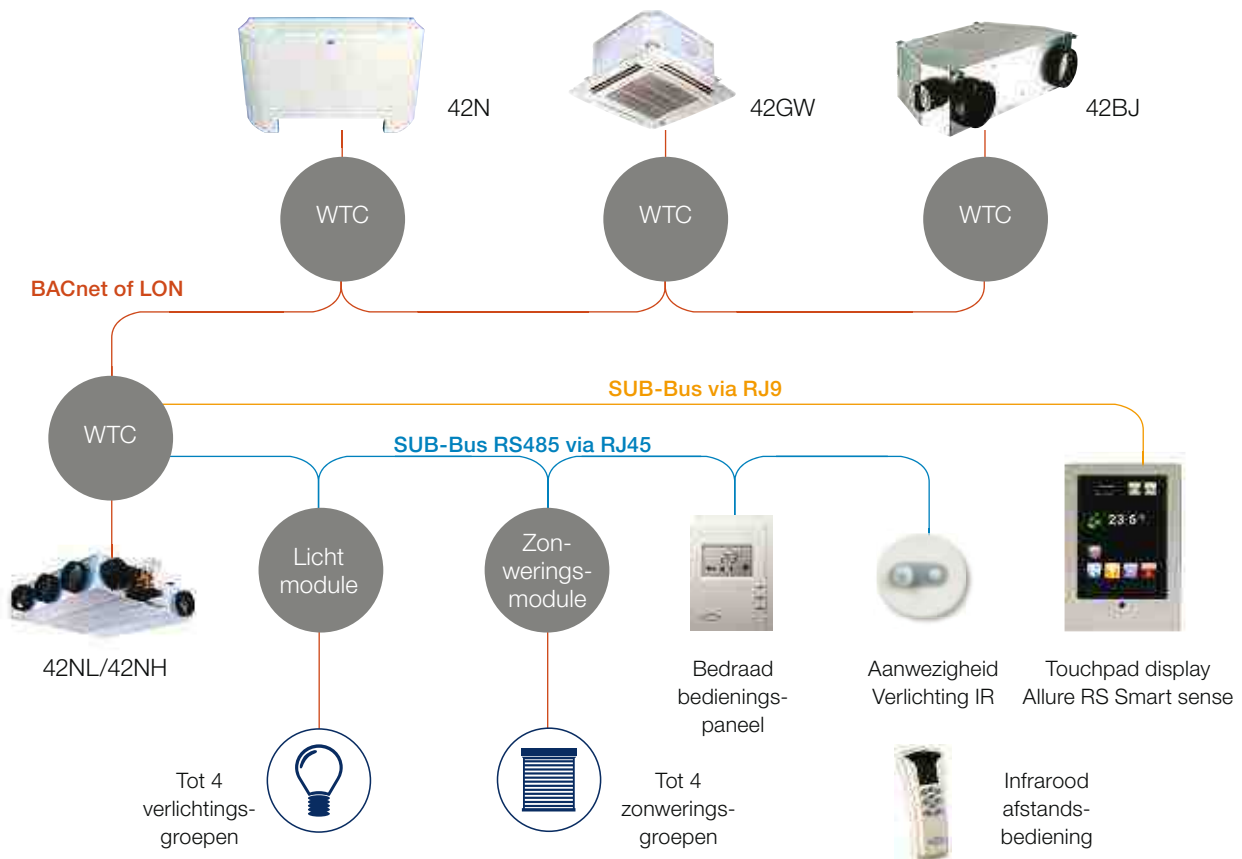 42N
42GW
42BJ
WTC
WTC
WTC
BACnet of LON
SUB-Bus via RJ9
WTC
SUB-Bus RS485 via RJ45
Licht
module
Zon-
werings-
module
42NL/42NH
Bedraad
bedienings-
paneel
Aanwezigheid
Verlichting IR
Touchpad display
Allure RS Smart sense
Tot 4
verlichtings-
groepen
Tot 4
zonwerings-
groepen
Infrarood
afstands-
bediening